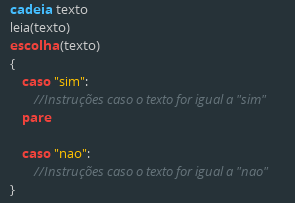 cadeia texto
leia(texto)
escolha(texto)
{
caso "sim":
//Instruções caso o texto for igual a "sim"
pare
caso "nao":
//Instruções caso o texto for igual a "nao"
}